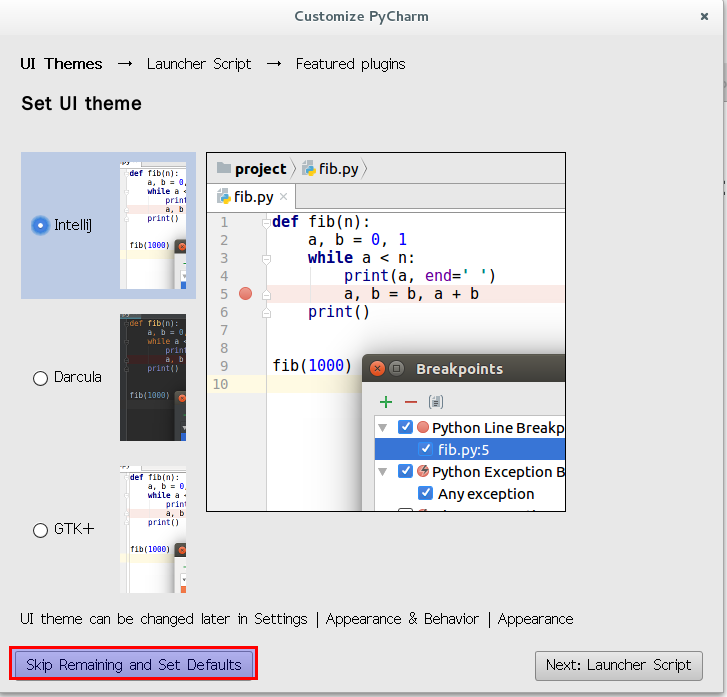 Customize PyCharm
UI Themes → Launcher Script → Featured plugins
Set UI theme
IntelliJ
def fib(n):
a, b = 0,
while a <
print
a, b
print()
fib(1000)
Darcula
def fib(n):
a, b = 0,
while a <
print
a, b
print()
fib(1000)
GTK+
def fib(n):
a, b = 0,
while a <
print
a, b
print()
fib(1000)
project fib.py
fib.py
1 def fib(n):
2 a, b = 0, 1
3 while a < n:
4 print(a, end=' ')
5 a, b = b, a + b
6 print()
7
8
9 fib(1000)
10
Breakpoints
Python Line Breakp
fib.py:5
Python Exception B
Any exception
UI theme can be changed later in Settings | Appearance & Behavior | Appearance
Skip Remaining and Set Defaults
Next: Launcher Script